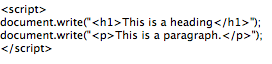 <script>
document.write("<h1>This is a heading</h1>");
document.write("<p>This is a paragraph.</p>");
</script>